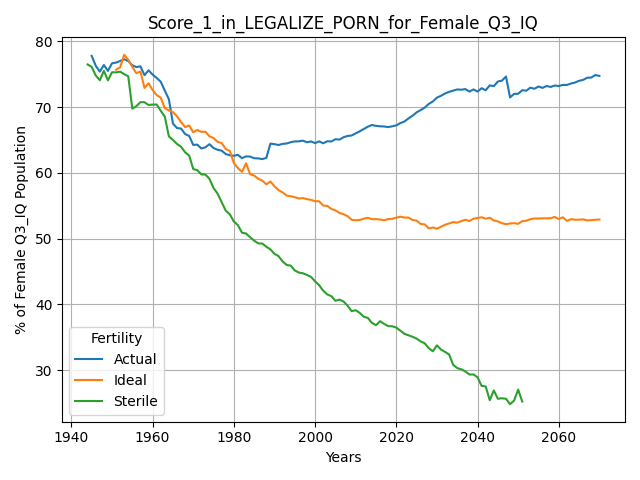 Score_1_in_LEGALIZE_PORN_for_Female_Q3_IQ
% of Female Q3_IQ Population
80
70
60
50
40
30
Fertility
Actual
Ideal
Sterile
1940 1960 1980 2000 2020 2040 2060
Years